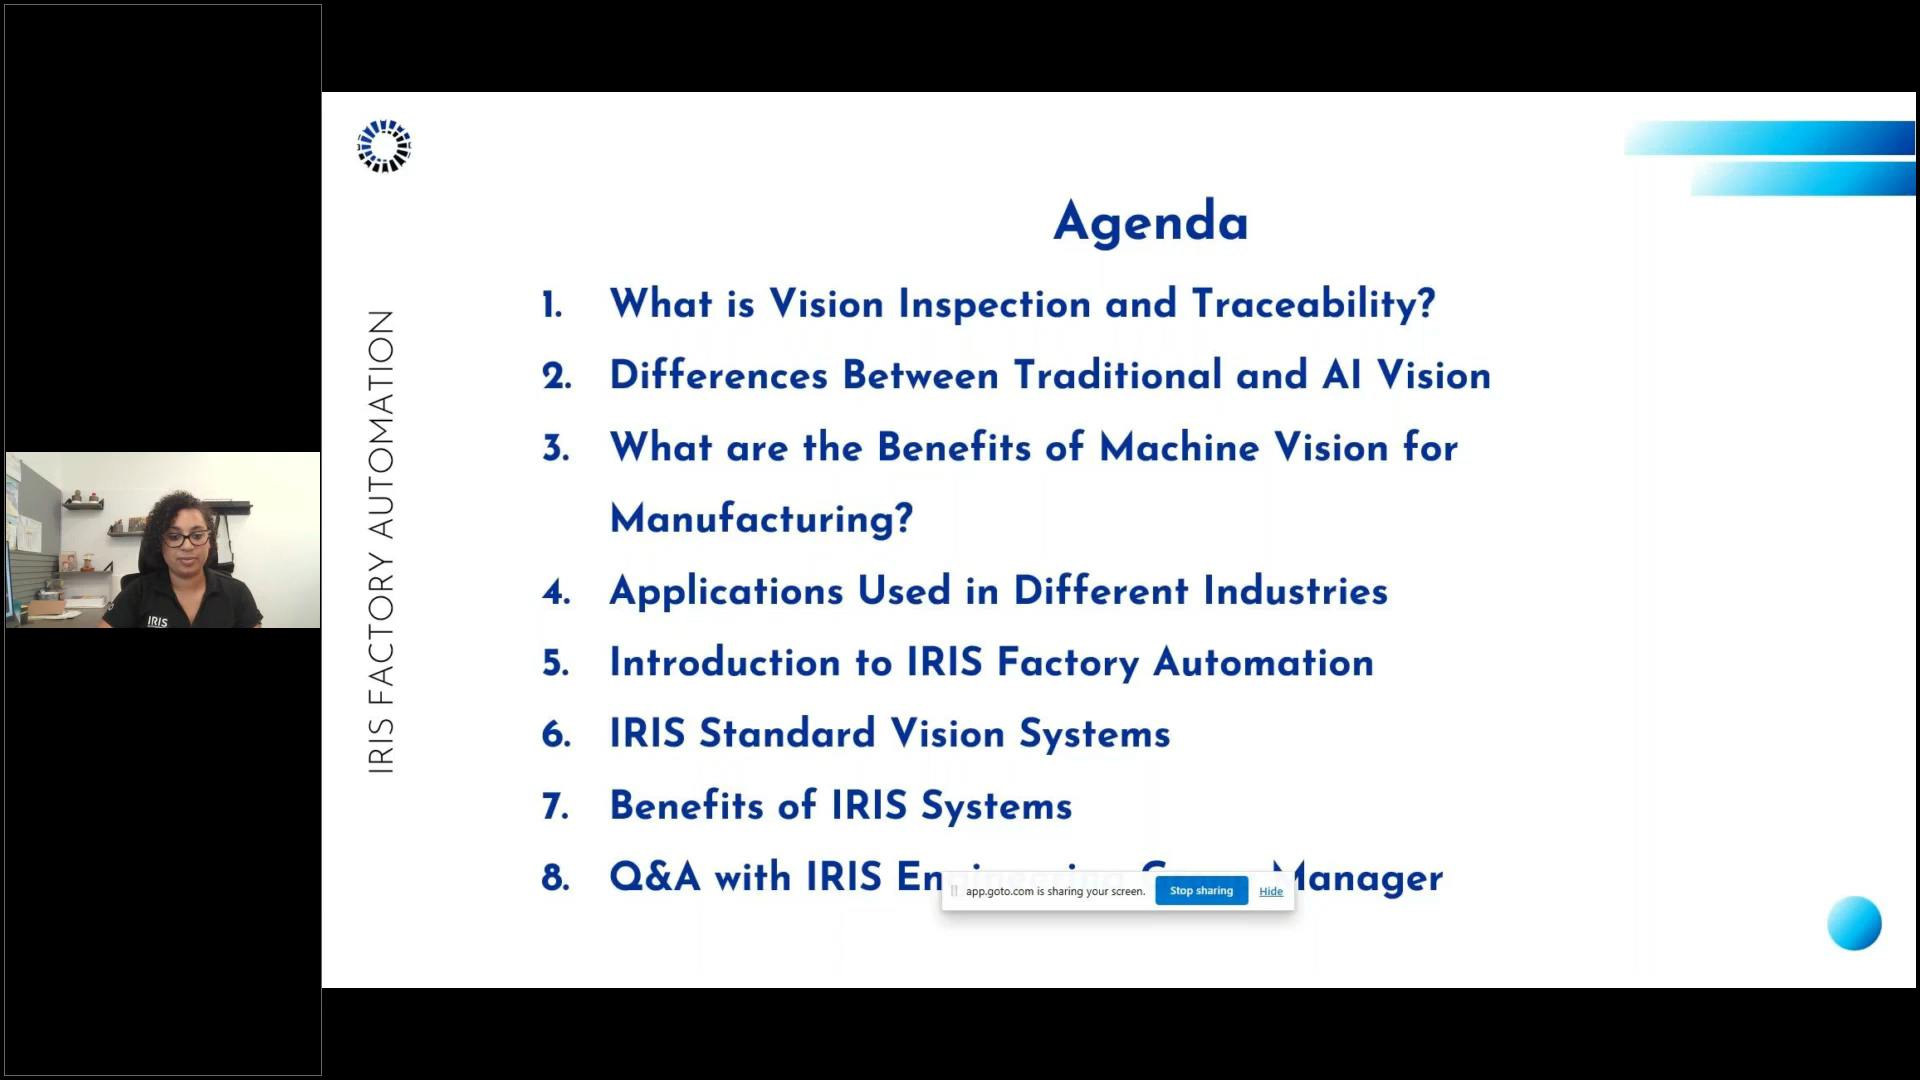 Agenda
1. What is Vision Inspection and Traceability?
2. Differences Between Traditional and AI Vision
3. What are the Benefits of Machine Vision for
Manufacturing?
4. Applications Used in Different Industries
5. Introduction to IRIS Factory Automation
6. IRIS Standard Vision Systems
7. Benefits of IRIS Systems
8. Q&A with IRIS Manager
app.goto.com is sharing your screen. Stop sharing Hide
IRIS FACTORY AUTOMATION
IRIS